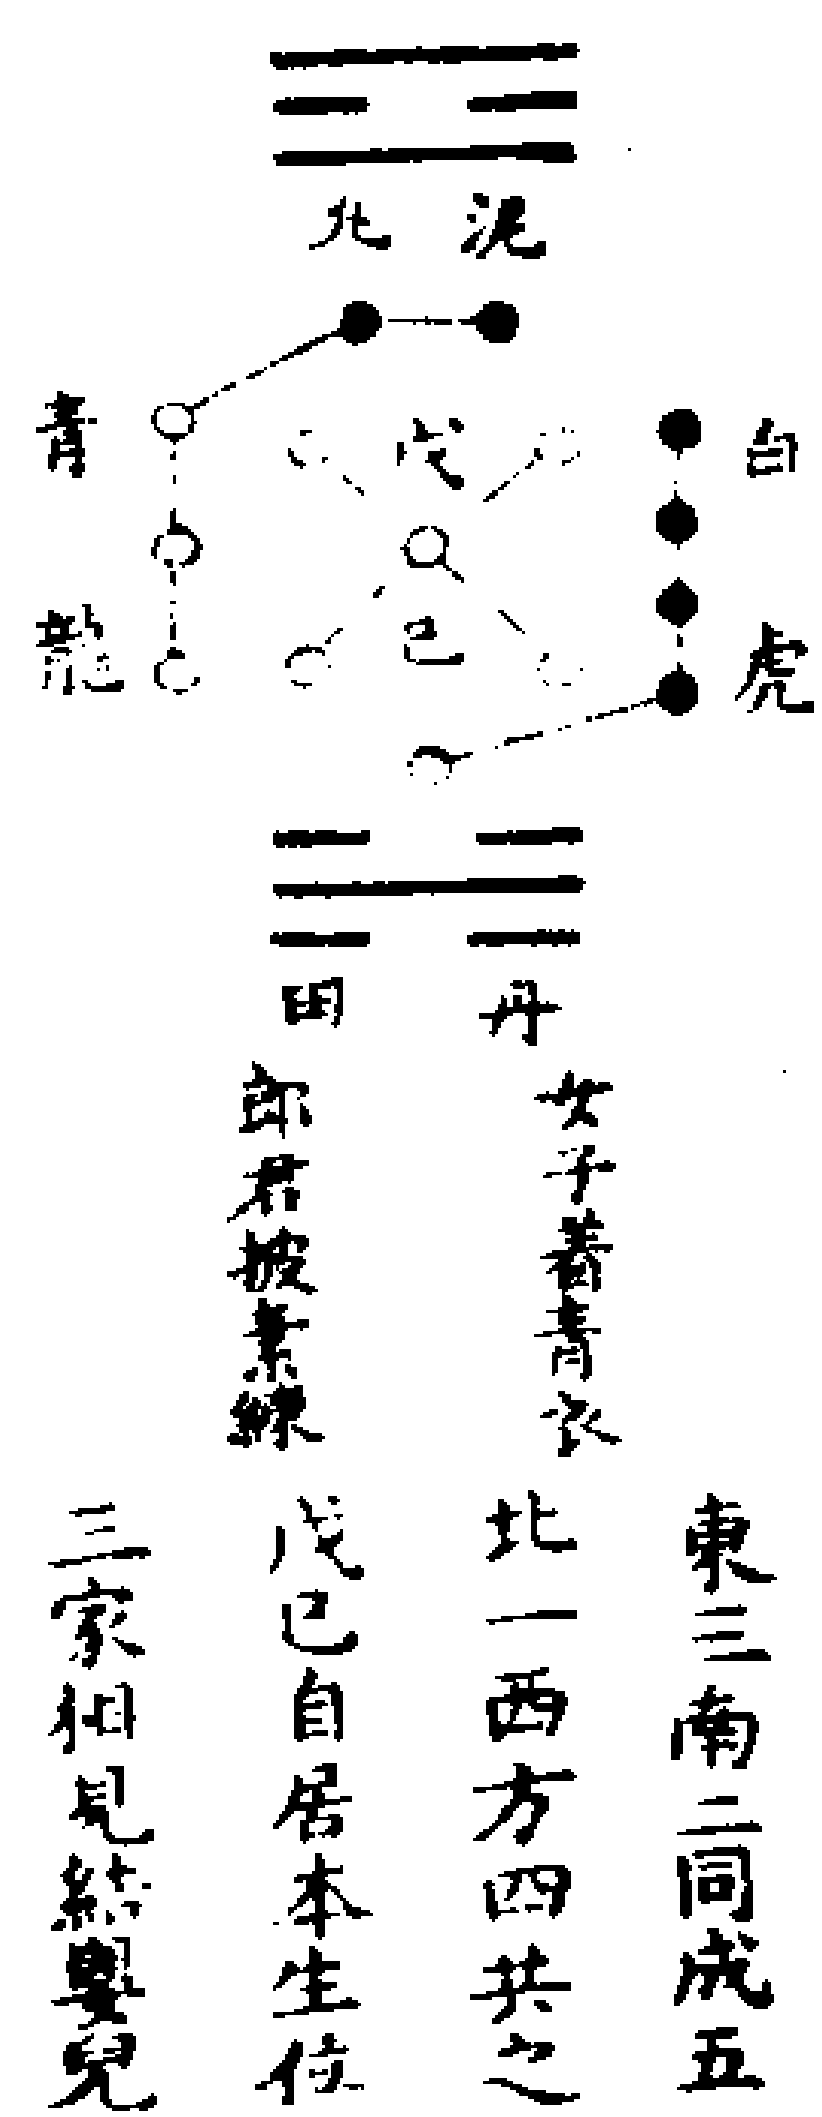 泥丸
青龍
戊己
白虎
丹田
女子著青衣
郎君披素練
東三南二同成五
北一西方四共之
戊己自居本生位
三家相見結嬰兒